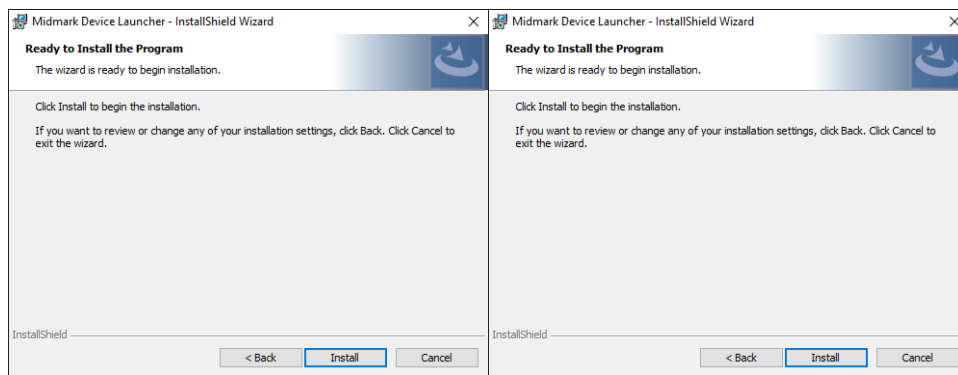 Midmark Device Launcher - InstallShield Wizard
Ready to Install the Program
The wizard is ready to begin installation.
Click Install to begin the installation.
If you want to review or change any of your installation settings, click Back. Click Cancel to
exit the wizard.
InstallShield
< Back
Install
Cancel
Midmark Device Launcher - InstallShield Wizard
Ready to Install the Program
The wizard is ready to begin installation.
Click Install to begin the installation.
If you want to review or change any of your installation settings, click Back. Click Cancel to
exit the wizard.
InstallShield
< Back
Install
Cancel